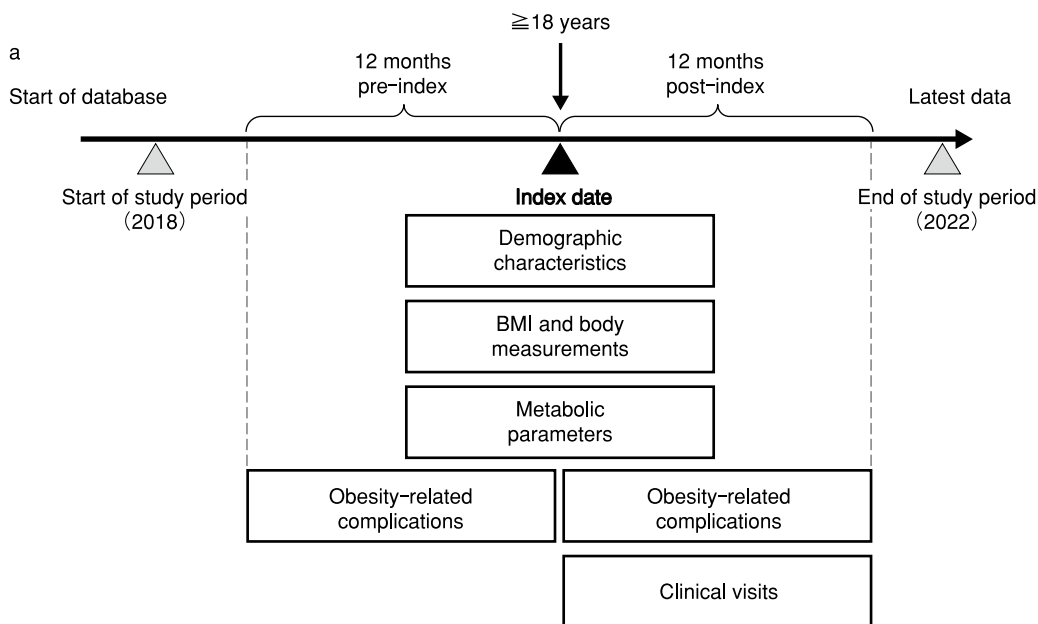 ≧18 years
a
12 months
pre-index
12 months
post-index
Start of database
Latest data
Start of study period
(2018)
Index date
End of study period
(2022)
Demographic
characteristics
BMI and body
measurements
Metabolic
parameters
Obesity-related
complications
Obesity-related
complications
Clinical visits